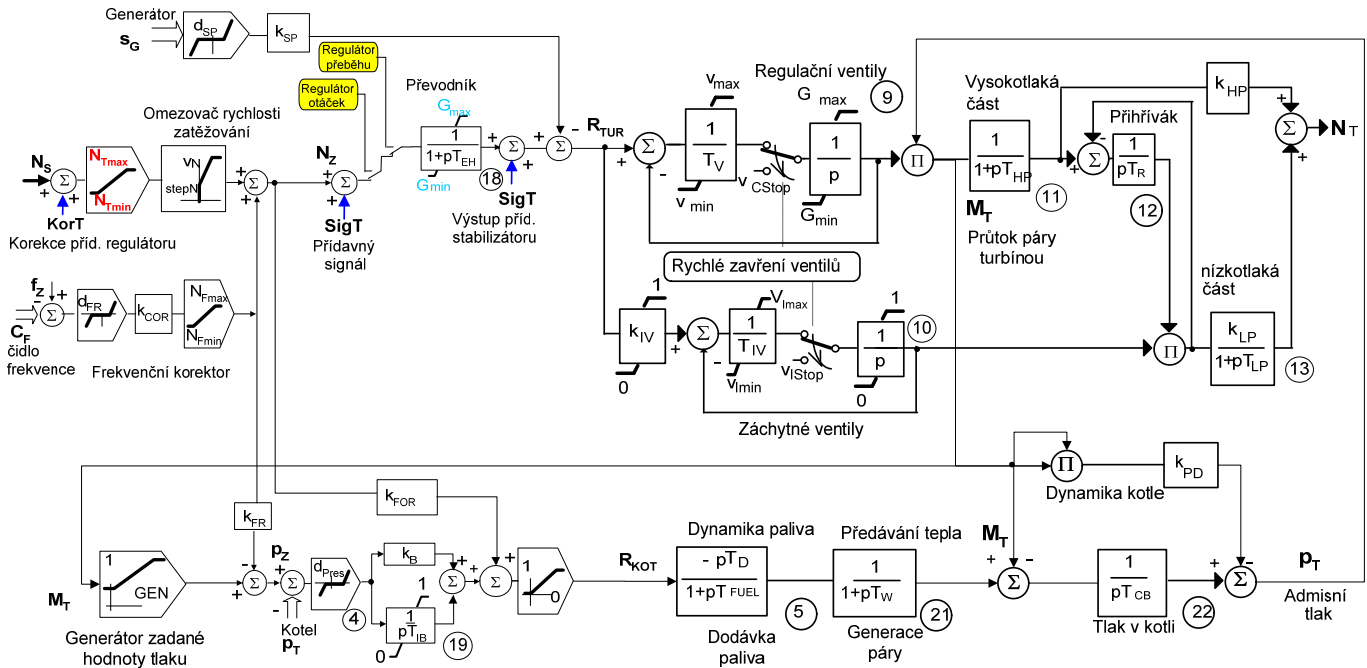 Generátor
s_G
d_SP
k_SP
Regulátor
přeběhu
Regulátor
otáček
Převodník
G_max
1
1+pT_EH
G_min
18
Omezovač rychlosti
zatěžování
N_S
Σ
+
+
N_Tmax
N_Tmin
v_N
stepN
Σ
+
+
KorT
Korekce příd. regulátoru
N_Z
Σ
+
+
SigT
Přídavný
signál
Σ
+
+
SigT
Výstup příd.
stabilizátoru
Σ
+
-
R_TUR
f_Z
-
+
Σ
C_F
čidlo
frekvence
d_FR
k_COR
N_Fmax
N_Fmin
Frekvenční korektor
+
-
Σ
v_max
1
T_V
v_min
v_CStop
Regulační ventily
9
G_max
1
p
G_min
Rychlé zavření ventilů
1
k_IV
0
+
-
Σ
V_Imax
1
T_IV
v_Imin
v_IStop
1
1
p
0
10
Záchytné ventily
Π
Vysokotlaká
část
1
1+pT_HP
11
M_T
Průtok páry
turbínou
k_HP
Přihřívák
-
+
Σ
1
pT_R
12
+
+
Σ
N_T
nízkotlaká
část
Π
k_LP
1+pT_LP
13
Π
Dynamika kotle
k_PD
k_FOR
k_FR
M_T
1
GEN
Generátor zadané
hodnoty tlaku
-
+
Σ
p_Z
+
-
Σ
Kotel
p_T
d_Pres
4
k_B
1
1
pT_IB
0
19
+
+
Σ
+
+
Σ
1
0
R_KOT
Dynamika paliva
- pT_D
1+pT_FUEL
5
Dodávka
paliva
Předávání tepla
1
1+pT_W
21
Generace
páry
M_T
+
-
Σ
1
pT_CB
22
Tlak v kotli
+
-
Σ
p_T
Admisní
tlak